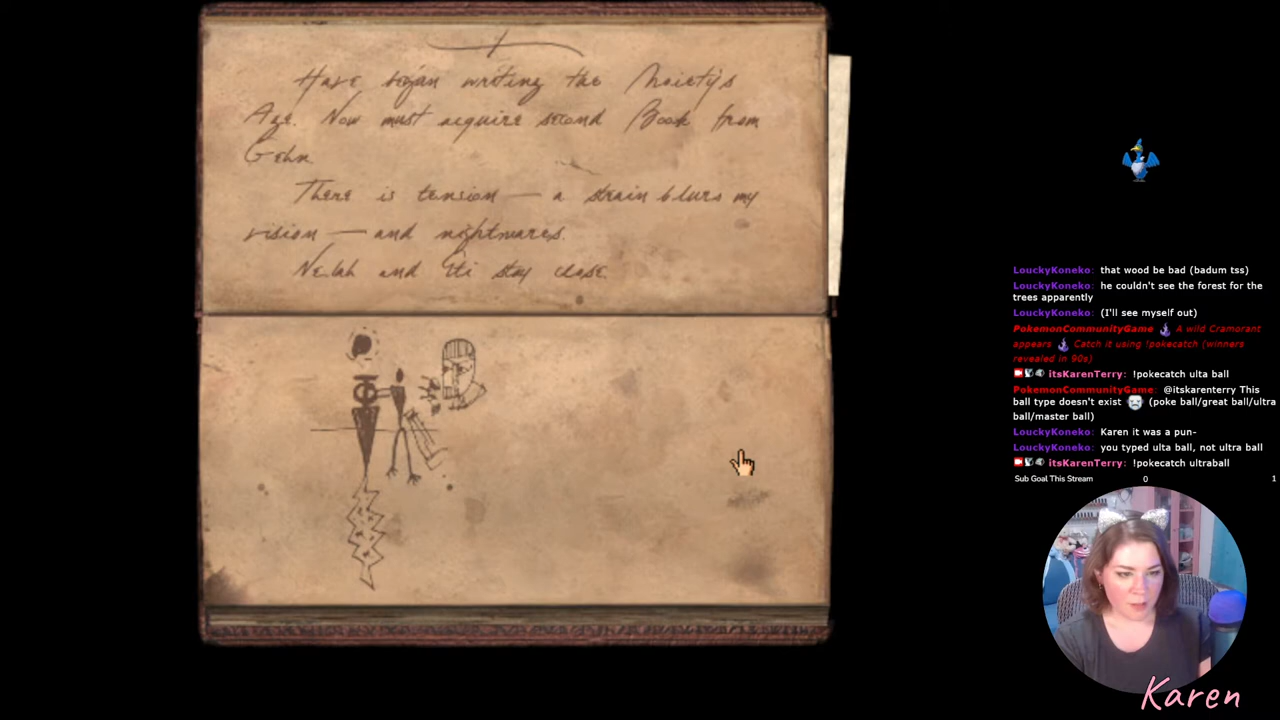 Have began writing the Moiety's
Age. Now must acquire second Book from
Gehn.
There is tension — a strain blurs my
vision — and nightmares.
Nelah and Eti stay close.
LouckyKoneko: that wood be bad (badum tss)
LouckyKoneko: he couldn't see the forest for the
trees apparently
LouckyKoneko: (I'll see myself out)
PokemonCommunityGame A wild Cramorant
appears Catch it using !pokecatch (winners
revealed in 90s)
itsKarenTerry: !pokecatch ulta ball
PokemonCommunityGame: @itskarenterry This
ball type doesn't exist (poke ball/great ball/ultra
ball/master ball)
LouckyKoneko: Karen it was a pun-
LouckyKoneko: you typed ulta ball, not ultra ball
itsKarenTerry: !pokecatch ultraball
Sub Goal This Stream 0 1
Karen